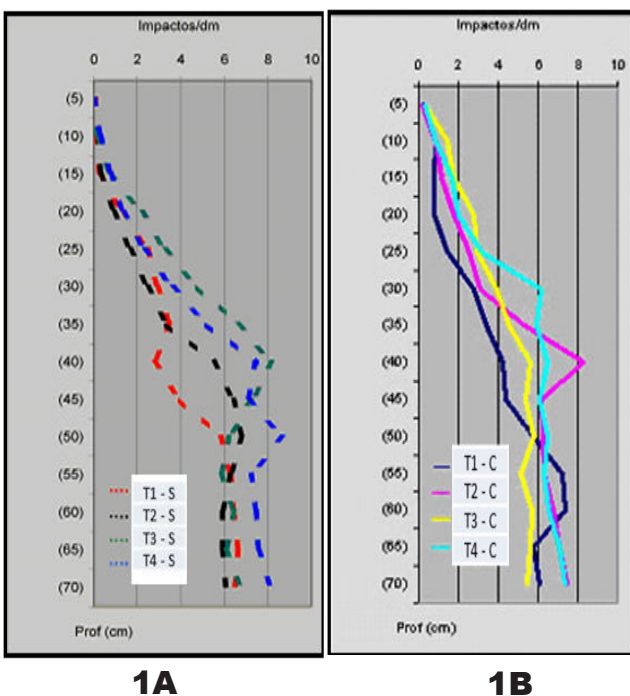 Impactos/dm
0 2 4 6 8 10
(5)
(10)
(15)
(20)
(25)
(30)
(35)
(40)
(45)
(50)
(55)
(60)
(65)
(70)
T1 - S
T2 - S
T3 - S
T4 - S
Prof (cm)
1A
Impactos/dm
0 2 4 6 8 10
(5)
(10)
(15)
(20)
(25)
(30)
(35)
(40)
(45)
(50)
(55)
(60)
(65)
(70)
T1 - C
T2 - C
T3 - C
T4 - C
Prof (cm)
1B